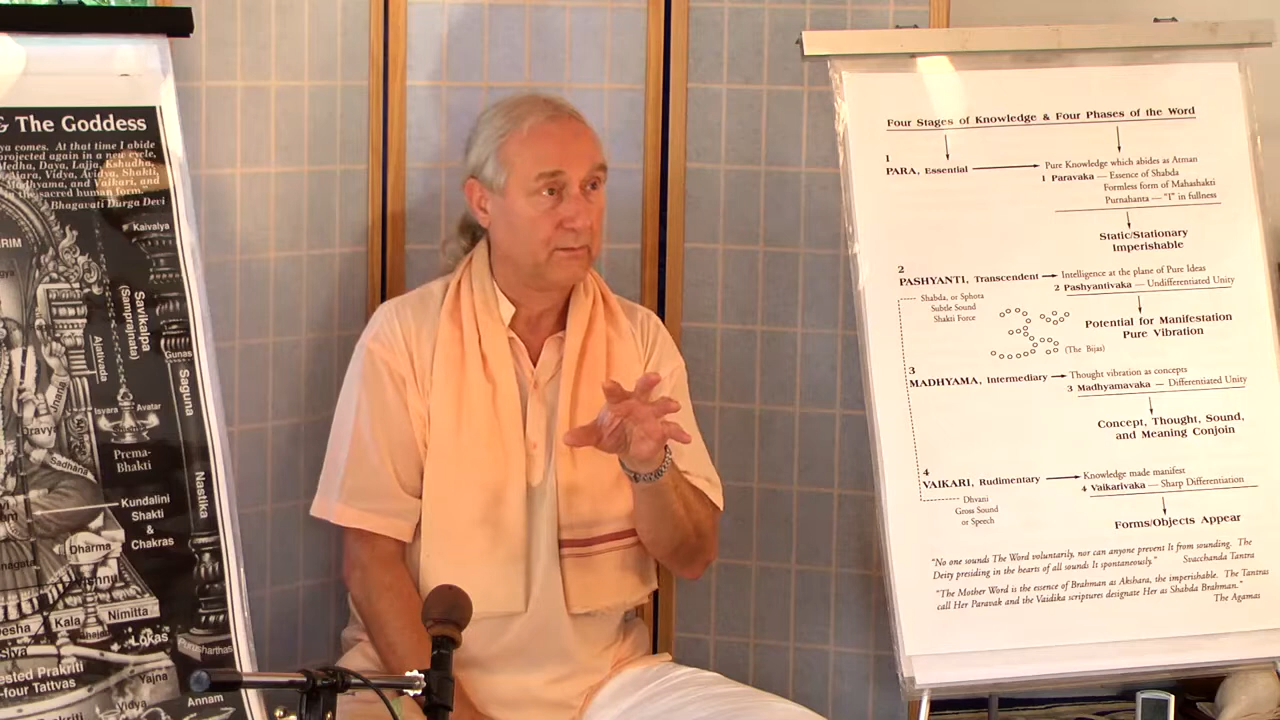 & The Goddess
ya comes. At that time I abide
projected again in a new cycle,
Medha, Daya, Lajja, Kshudha,
Mara, Vidya, Avidya, Shakti,
Madhyama, and Vaikari, and
in the sacred human form."
Bhagavati Durga Devi
Kaivalya
Savikalpa
(Samprajnata)
Ajativada
Gunas
Saguna
Jnana
Isvara
Avatar
Dravya
Sadhana
Prema-
Bhakti
Nastika
Kundalini
Shakti
&
Chakras
Dharma
Vishnu
Nimitta
Kala
Lokas
Siva
Purusharthas
Yajna
-four Tattvas
Vidya
Annam
Four Stages of Knowledge & Four Phases of the Word
1
PARA, Essential
Pure Knowledge which abides as Atman
1 Paravaka — Essence of Shabda
Formless form of Mahashakti
Purnahanta — "I" in fullness
Static/Stationary
Imperishable
2
PASHYANTI, Transcendent
Intelligence at the plane of Pure Ideas
2 Pashyantivaka — Undifferentiated Unity
Shabda, or Sphota
Subtle Sound
Shakti Force
Potential for Manifestation
Pure Vibration
(The Bijas)
3
MADHYAMA, Intermediary
Thought vibration as concepts
3 Madhyamavaka — Differentiated Unity
Concept, Thought, Sound,
and Meaning Conjoin
4
VAIKARI, Rudimentary
Knowledge made manifest
4 Vaikarivaka — Sharp Differentiation
Dhvani
Gross Sound
or Speech
Forms/Objects Appear
"No one sounds The Word voluntarily, nor can anyone prevent It from sounding. The
Deity presiding in the hearts of all sounds It spontaneously." Svacchanda Tantra
"The Mother Word is the essence of Brahman as Akshara, the imperishable. The Tantras
call Her Paravak and the Vaidika scriptures designate Her as Shabda Brahman."
The Agamas